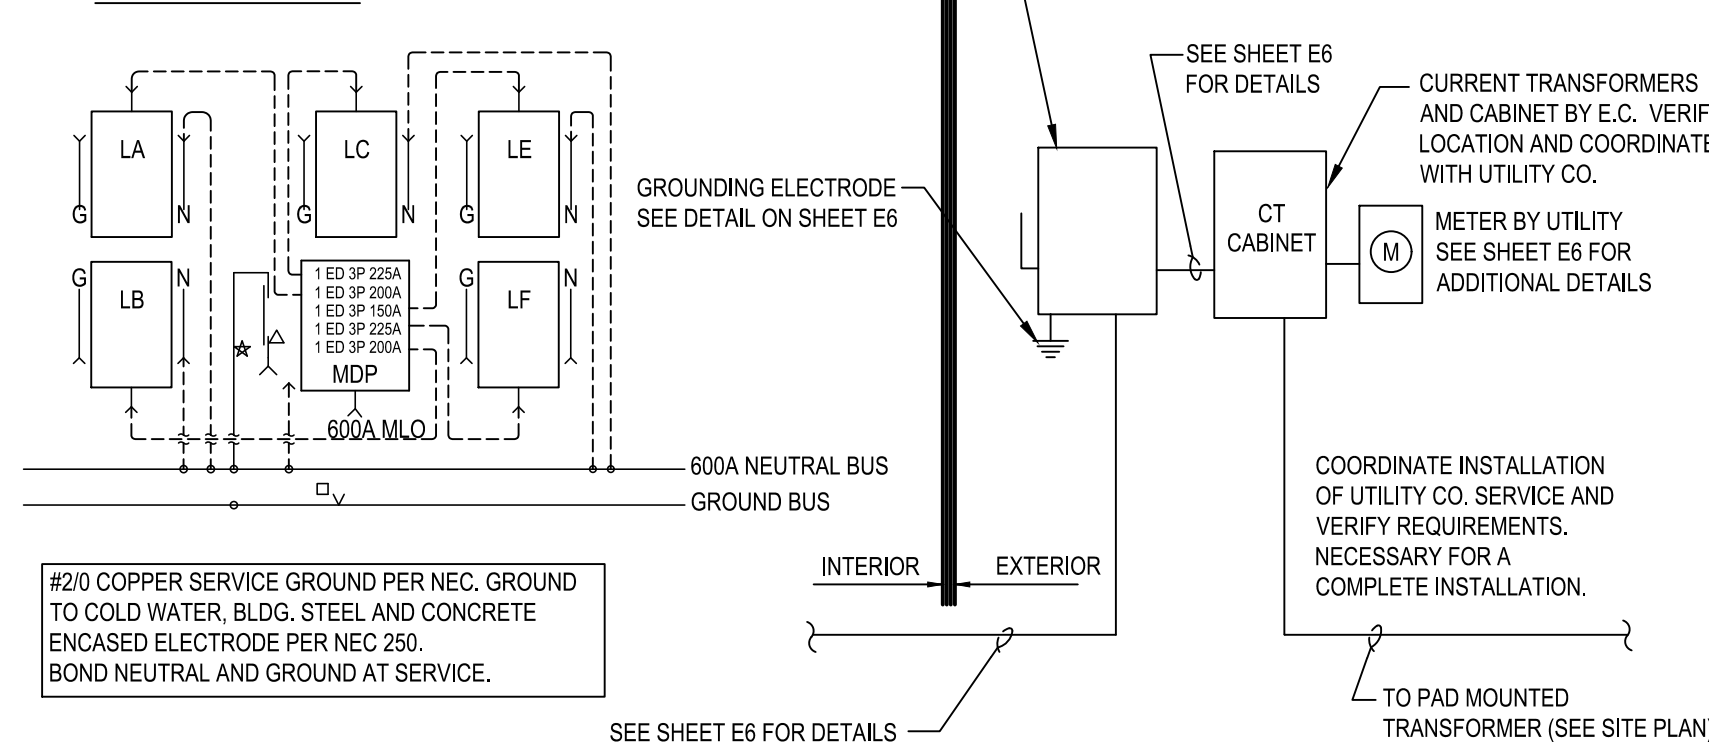 LA
G
N
LC
G
N
LE
G
N
LB
G
N
1 ED 3P 225A
1 ED 3P 200A
1 ED 3P 150A
1 ED 3P 225A
1 ED 3P 200A
MDP
600A MLO
LF
G
N
600A NEUTRAL BUS
GROUND BUS
#2/0 COPPER SERVICE GROUND PER NEC. GROUND
TO COLD WATER, BLDG. STEEL AND CONCRETE
ENCASED ELECTRODE PER NEC 250.
BOND NEUTRAL AND GROUND AT SERVICE.
GROUNDING ELECTRODE
SEE DETAIL ON SHEET E6
SEE SHEET E6
FOR DETAILS
CURRENT TRANSFORMERS
AND CABINET BY E.C. VERIF
LOCATION AND COORDINATE
WITH UTILITY CO.
CT
CABINET
M
METER BY UTILITY
SEE SHEET E6 FOR
ADDITIONAL DETAILS
COORDINATE INSTALLATION
OF UTILITY CO. SERVICE AND
VERIFY REQUIREMENTS.
NECESSARY FOR A
COMPLETE INSTALLATION.
INTERIOR
EXTERIOR
SEE SHEET E6 FOR DETAILS
TO PAD MOUNTED
TRANSFORMER (SEE SITE PLAN)